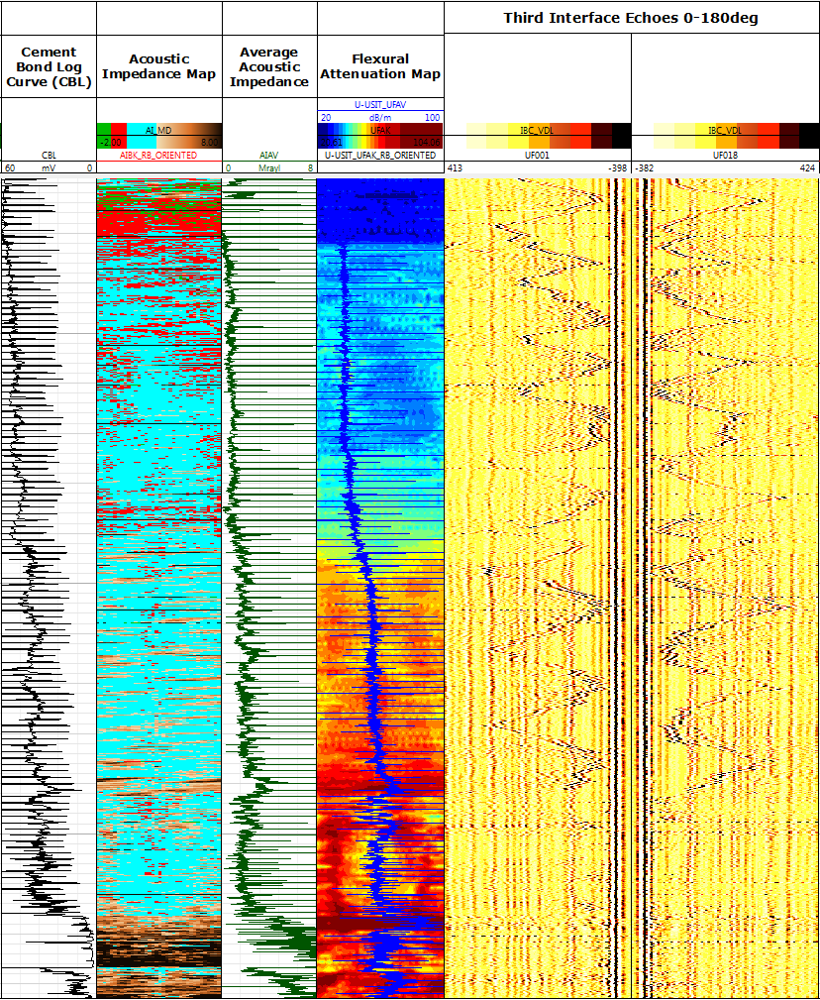 Third Interface Echoes 0-180deg
Cement
Bond Log
Curve (CBL)
Acoustic
Impedance Map
Average
Acoustic
Impedance
Flexural
Attenuation Map
U-USIT_UFAV
20 dB/m 100
AI_MD
-2.00 8.00
UFAK
104.06
IBC_VDL
IBC_VDL
CBL
AIBK_RB_ORIENTED
AIAV
U-USIT_UFAK_RB_ORIENTED
UF001
UF018
60 mV 0
0 Mrayl 8
413 -398
-382 424